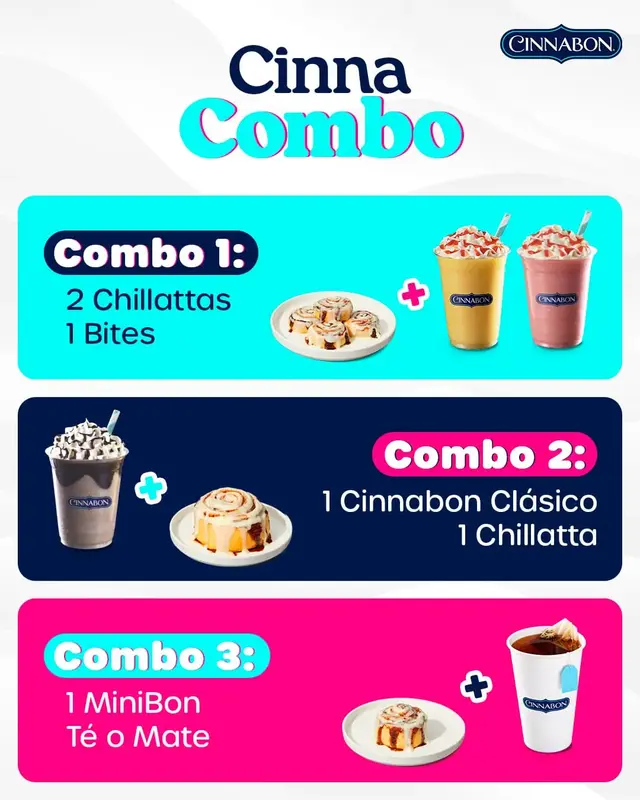 CINNABON
Cinna
Combo
Combo 1:
2 Chillattas
1 Bites
CINNABON
CINNABON
Combo 2:
1 Cinnabon Clásico
1 Chillatta
CINNABON
Combo 3:
1 MiniBon
Té o Mate
CINNABON